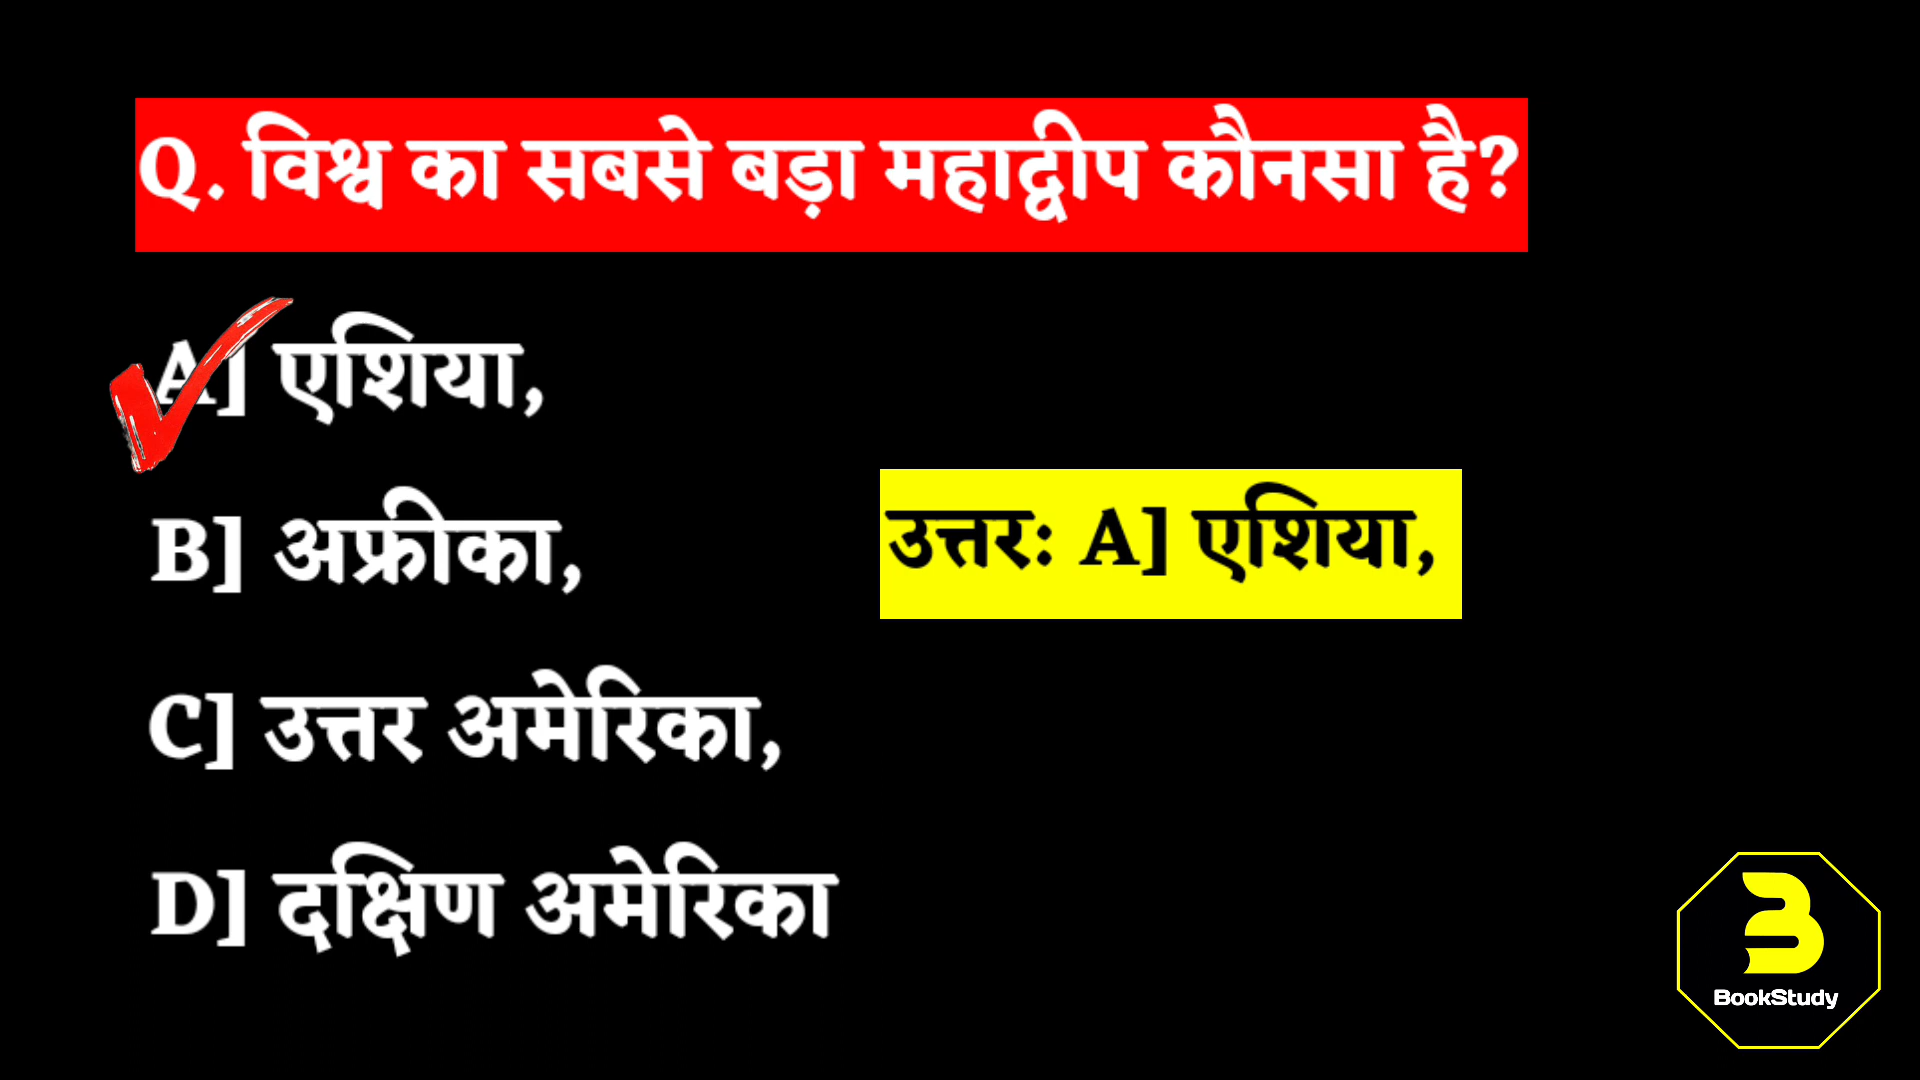 Q. विश्व का सबसे बड़ा महाद्वीप कौनसा है?
A] एशिया,
B] अफ्रीका,
उत्तरः A] एशिया,
C] उत्तर अमेरिका,
D] दक्षिण अमेरिका
BookStudy